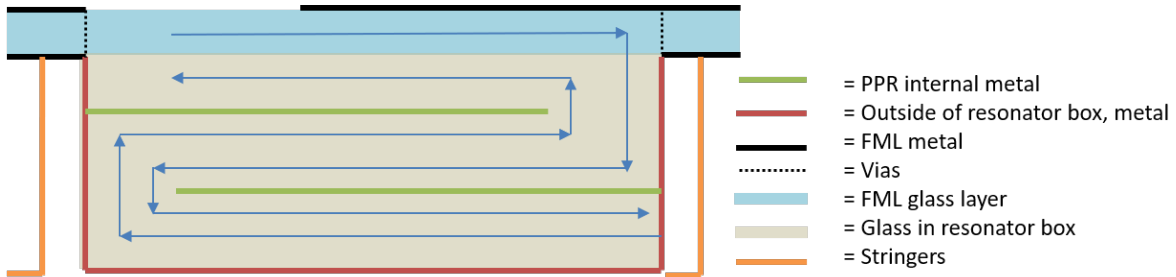 = PPR internal metal
= Outside of resonator box, metal
= FML metal
= Vias
= FML glass layer
= Glass in resonator box
= Stringers